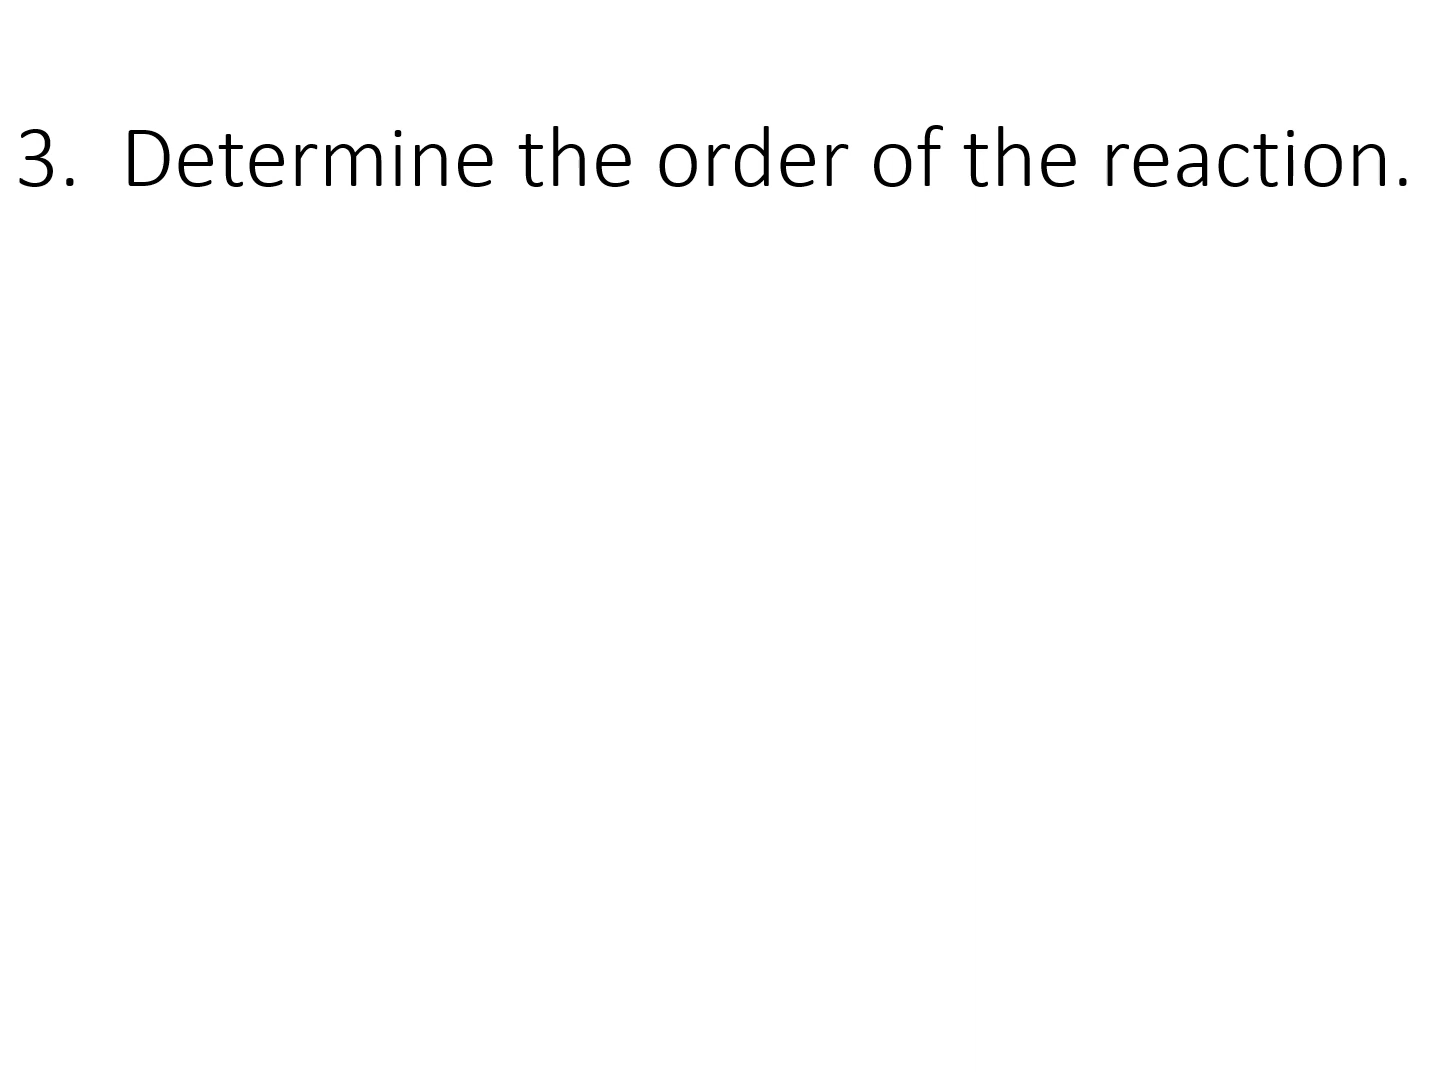 3. Determine the order of the reaction.